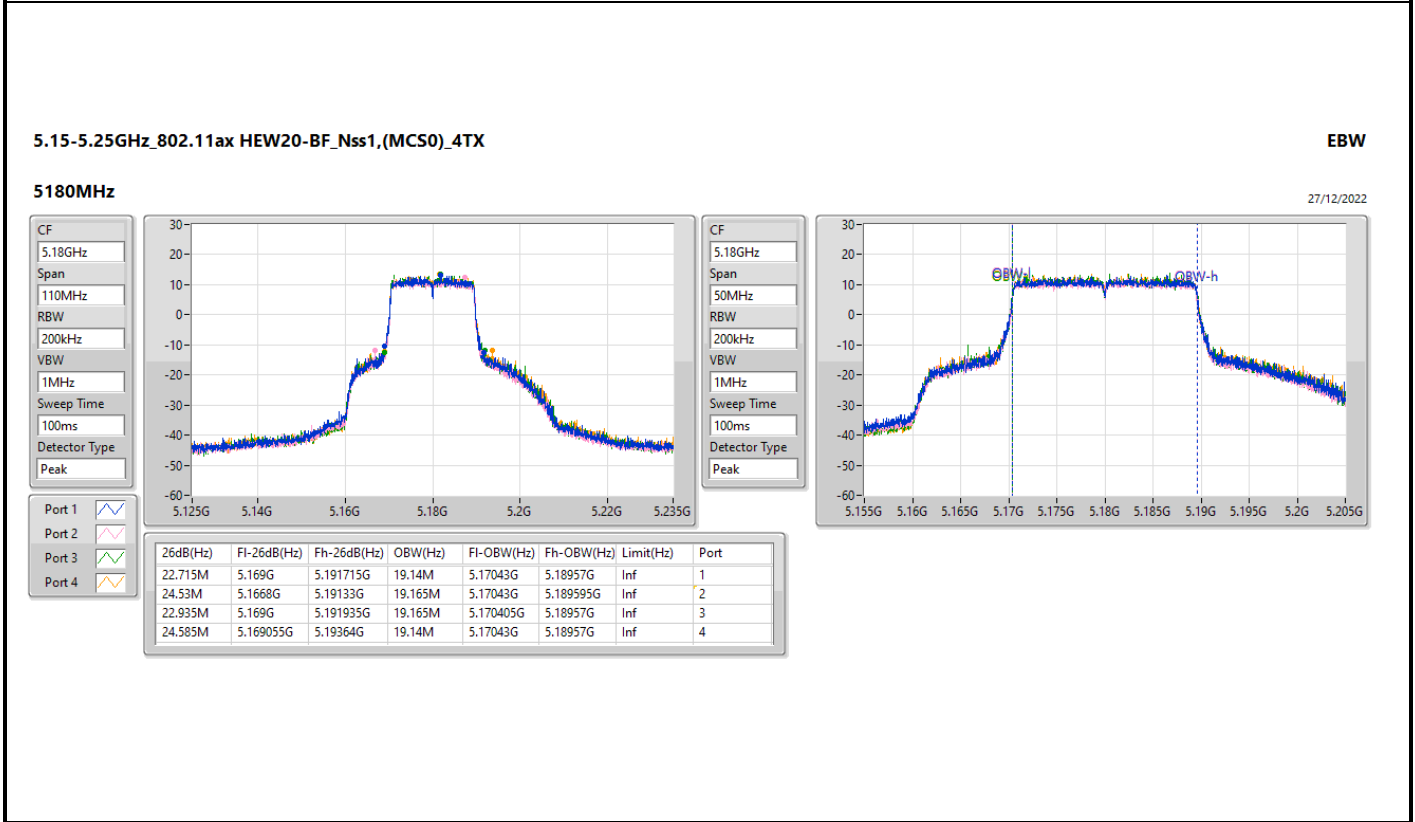 5.15-5.25GHz_802.11ax HEW20-BF_Nss1,(MCS0)_4TX
EBW
5180MHz
27/12/2022
CF
5.18GHz
Span
110MHz
RBW
200kHz
VBW
1MHz
Sweep Time
100ms
Detector Type
Peak
30
20
10
0
-10
-20
-30
-40
-50
-60
5.125G 5.14G 5.16G 5.18G 5.2G 5.22G 5.235G
CF
5.18GHz
Span
50MHz
RBW
200kHz
VBW
1MHz
Sweep Time
100ms
Detector Type
Peak
30
20
10
0
-10
-20
-30
-40
-50
-60
OBW-l OBW-h
5.155G 5.16G 5.165G 5.17G 5.175G 5.18G 5.185G 5.19G 5.195G 5.2G 5.205G
Port 1
Port 2
Port 3
Port 4
26dB(Hz) Fl-26dB(Hz) Fh-26dB(Hz) OBW(Hz) Fl-OBW(Hz) Fh-OBW(Hz) Limit(Hz) Port
22.715M 5.169G 5.191715G 19.14M 5.17043G 5.18957G Inf 1
24.53M 5.1668G 5.19133G 19.165M 5.17043G 5.189595G Inf 2
22.935M 5.169G 5.191935G 19.165M 5.170405G 5.18957G Inf 3
24.585M 5.169055G 5.19364G 19.14M 5.17043G 5.18957G Inf 4